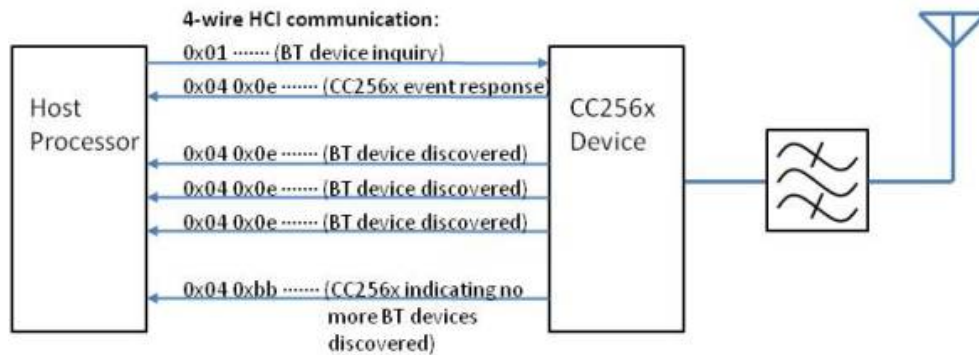 4-wire HCI communication:
0x01 ······· (BT device inquiry)
0x04 0x0e ······· (CC256x event response)
Host
Processor
CC256x
Device
0x04 0x0e ······· (BT device discovered)
0x04 0x0e ······· (BT device discovered)
0x04 0x0e ······· (BT device discovered)
0x04 0xbb ······· (CC256x indicating no
more BT devices
discovered)